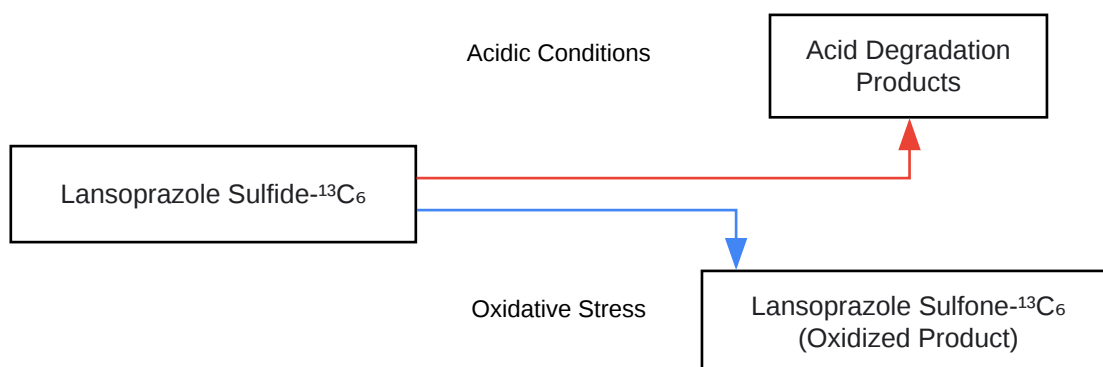 Acidic Conditions
Acid Degradation
Products
Lansoprazole Sulfide-¹³C₆
Oxidative Stress
Lansoprazole Sulfone-¹³C₆
(Oxidized Product)